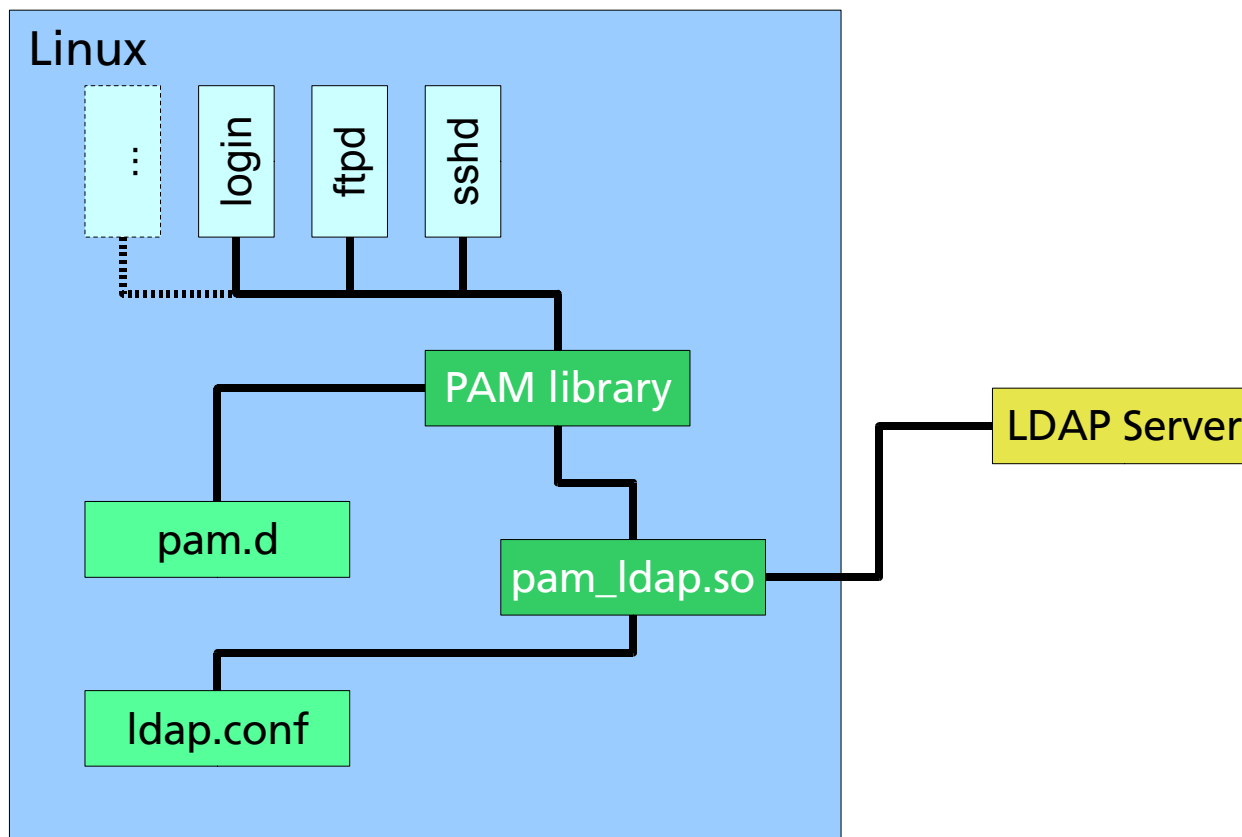 Linux
...
login
ftpd
sshd
PAM library
LDAP Server
pam.d
pam_ldap.so
ldap.conf